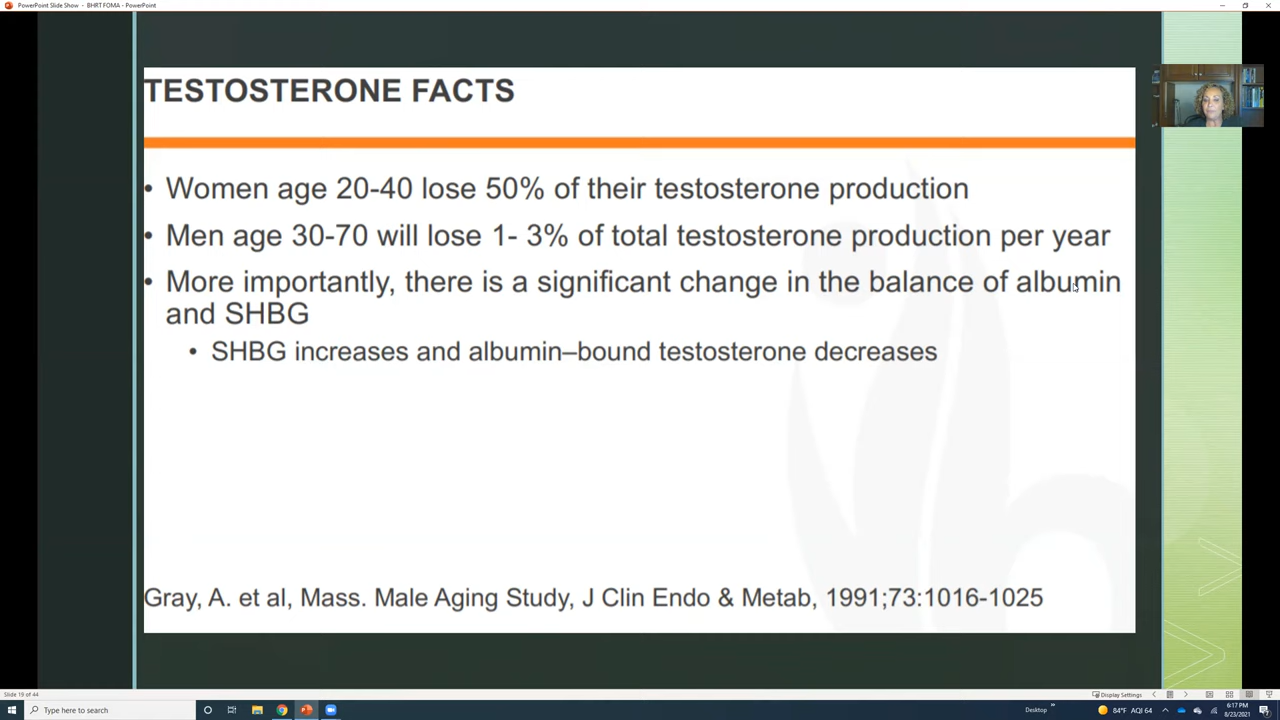 PowerPoint Slide Show - BHRT FOMA - PowerPoint
TESTOSTERONE FACTS
• Women age 20-40 lose 50% of their testosterone production
• Men age 30-70 will lose 1- 3% of total testosterone production per year
• More importantly, there is a significant change in the balance of albumin
and SHBG
• SHBG increases and albumin–bound testosterone decreases
Gray, A. et al, Mass. Male Aging Study, J Clin Endo & Metab, 1991;73:1016-1025
Slide 19 of 44
Display Settings
Type here to search
Desktop
84°F AQI 64
6:17 PM
8/23/2021